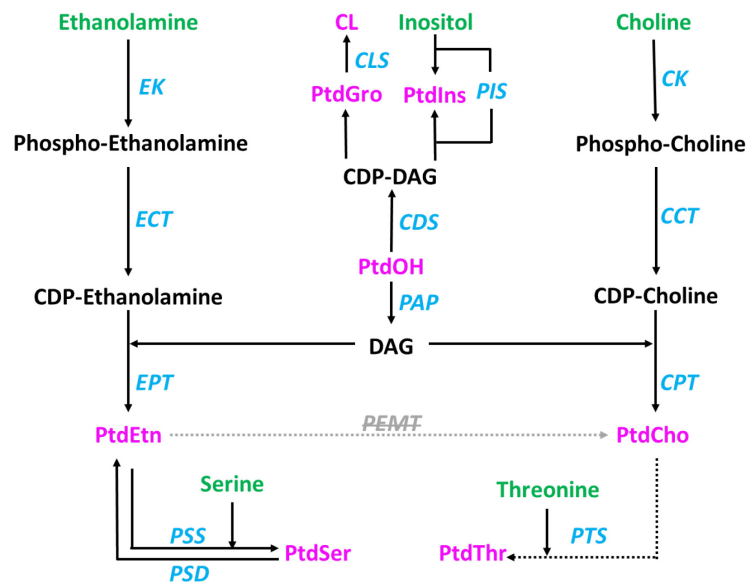 Ethanolamine
CL
Inositol
Choline
EK
CLS
PtdGro
PtdIns
PIS
CK
Phospho-Ethanolamine
Phospho-Choline
CDP-DAG
ECT
CDS
CCT
PtdOH
CDP-Ethanolamine
PAP
CDP-Choline
DAG
EPT
CPT
PtdEtn
PEMT
PtdCho
Serine
Threonine
PSS
PtdSer
PtdThr
PTS
PSD